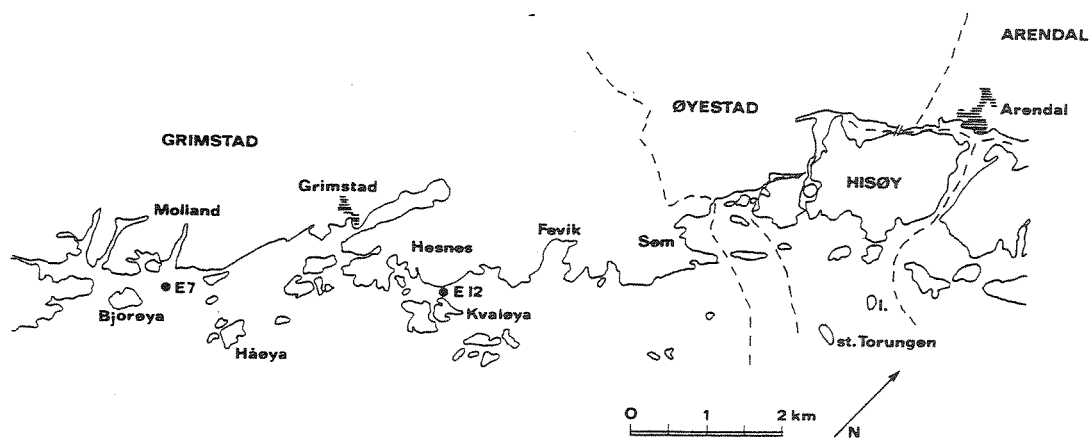 ARENDAL
ØYESTAD
Arendal
GRIMSTAD
Grimstad
HISØY
Molland
Fevik
Søm
Hesnes
E7
E12
Bjorøya
Kvaløya
l.
Håøya
st. Torungen
0 1 2 km
N